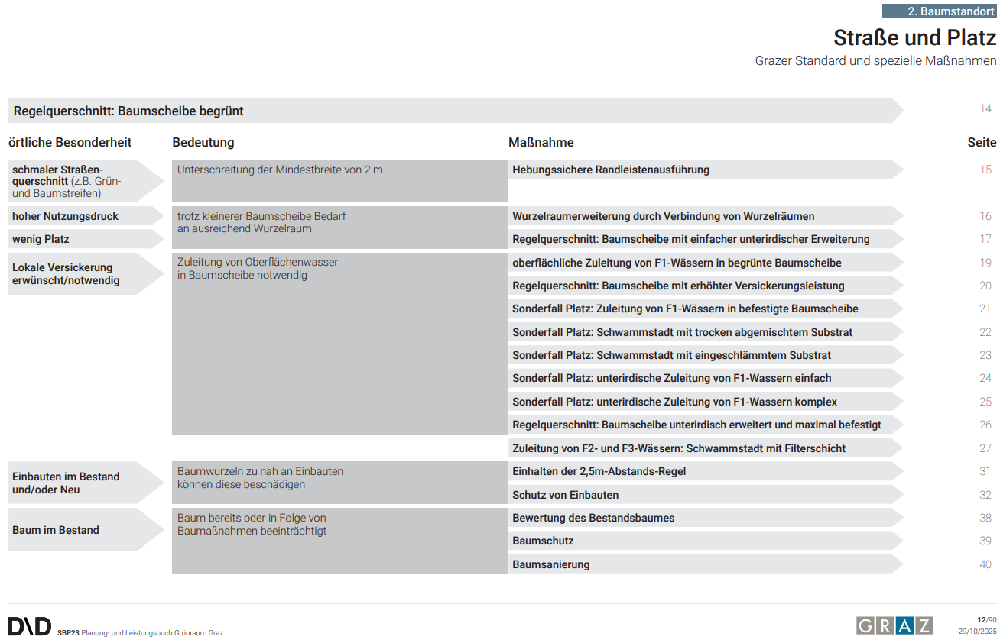 2. Baumstandort
Straße und Platz
Grazer Standard und spezielle Maßnahmen
Regelquerschnitt: Baumscheibe begrünt 14
örtliche Besonderheit Bedeutung Maßnahme Seite
schmaler Straßen-
querschnitt (z.B. Grün-
und Baumstreifen)
Unterschreitung der Mindestbreite von 2 m
Hebungssichere Randleistenausführung 15
hoher Nutzungsdruck
wenig Platz
trotz kleinerer Baumscheibe Bedarf
an ausreichend Wurzelraum
Wurzelraumerweiterung durch Verbindung von Wurzelräumen 16
Regelquerschnitt: Baumscheibe mit einfacher unterirdischer Erweiterung 17
Lokale Versickerung
erwünscht/notwendig
Zuleitung von Oberflächenwasser
in Baumscheibe notwendig
oberflächliche Zuleitung von F1-Wässern in begrünte Baumscheibe 19
Regelquerschnitt: Baumscheibe mit erhöhter Versickerungsleistung 20
Sonderfall Platz: Zuleitung von F1-Wässern in befestigte Baumscheibe 21
Sonderfall Platz: Schwammstadt mit trocken abgemischtem Substrat 22
Sonderfall Platz: Schwammstadt mit eingeschlämmtem Substrat 23
Sonderfall Platz: unterirdische Zuleitung von F1-Wassern einfach 24
Sonderfall Platz: unterirdische Zuleitung von F1-Wassern komplex 25
Regelquerschnitt: Baumscheibe unterirdisch erweitert und maximal befestigt 26
Zuleitung von F2- und F3-Wässern: Schwammstadt mit Filterschicht 27
Einbauten im Bestand
und/oder Neu
Baumwurzeln zu nah an Einbauten
können diese beschädigen
Einhalten der 2,5m-Abstands-Regel 31
Schutz von Einbauten 32
Baum im Bestand
Baum bereits oder in Folge von
Baumaßnahmen beeinträchtigt
Bewertung des Bestandsbaumes 38
Baumschutz 39
Baumsanierung 40
D\D SBP23 Planung- und Leistungsbuch Grünraum Graz
GRAZ
12/90
29/10/2025